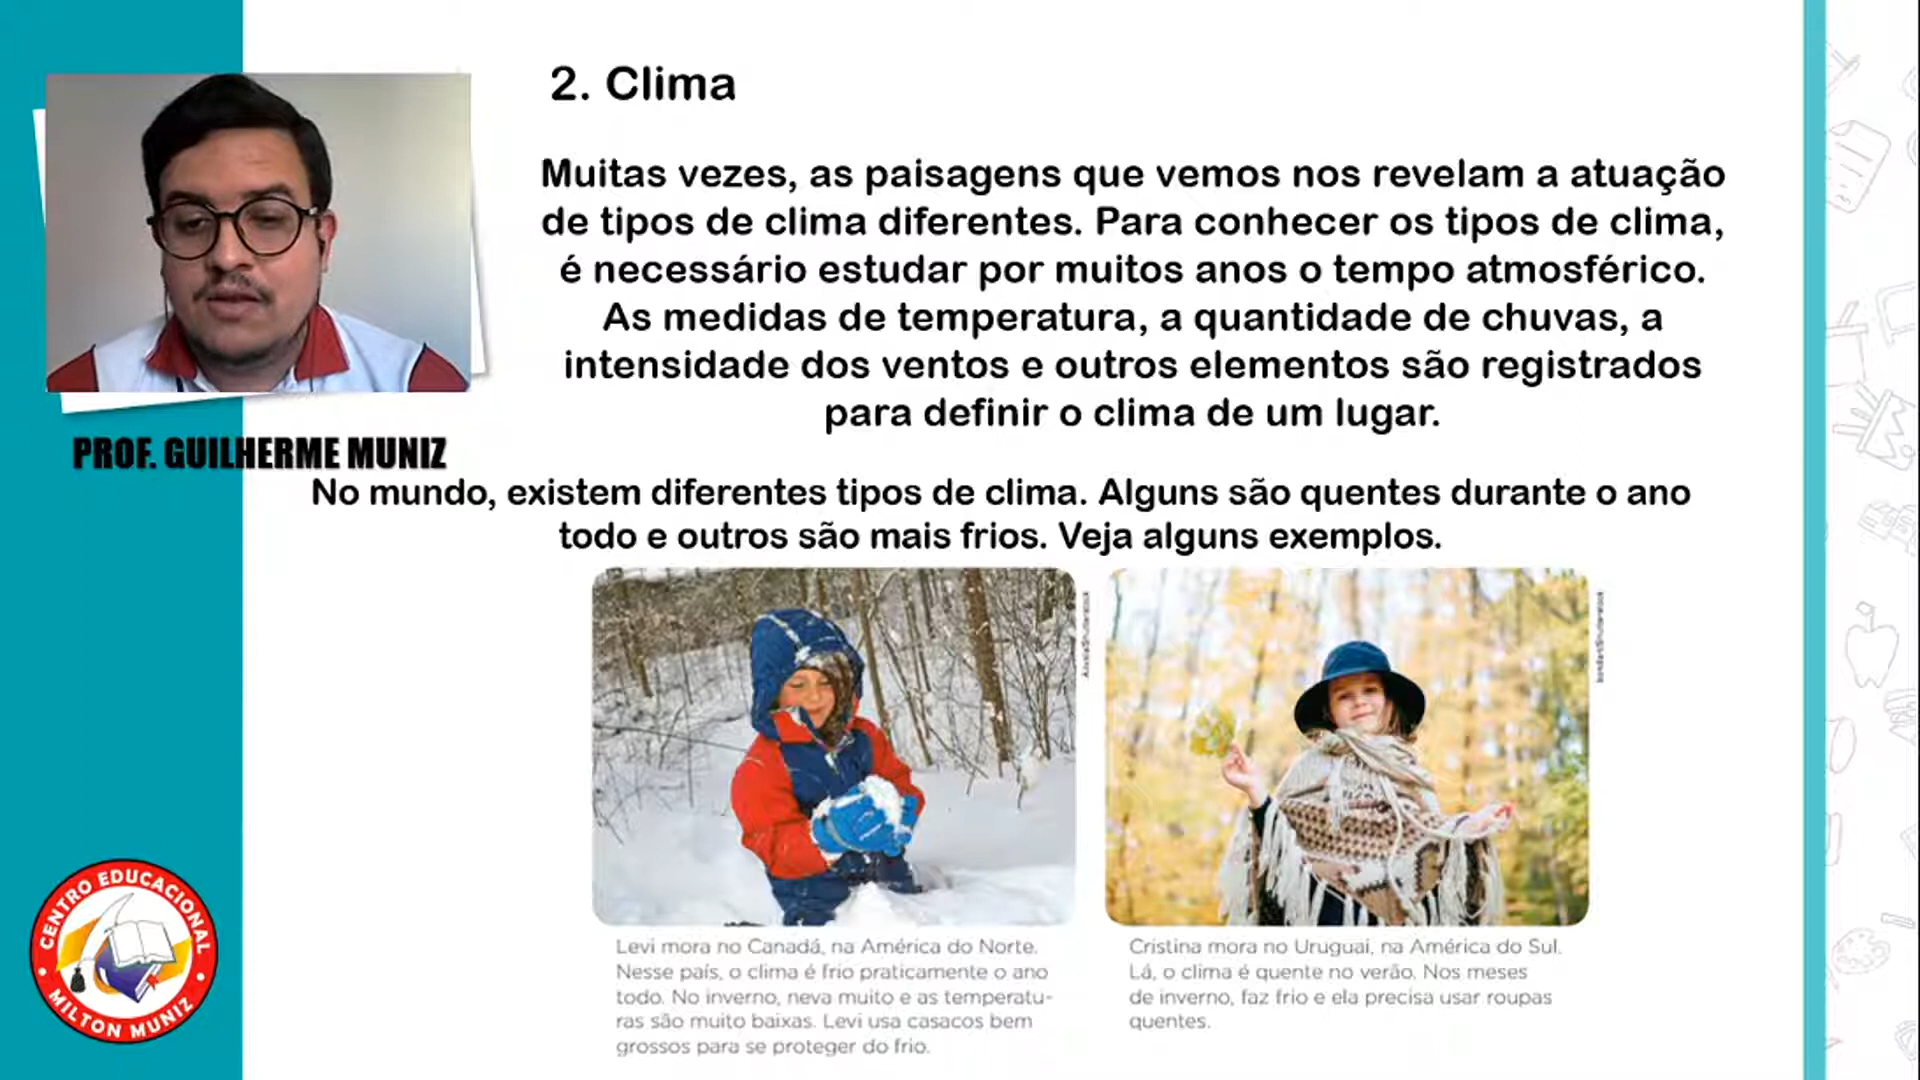 2. Clima
Muitas vezes, as paisagens que vemos nos revelam a atuação
de tipos de clima diferentes. Para conhecer os tipos de clima,
é necessário estudar por muitos anos o tempo atmosférico.
As medidas de temperatura, a quantidade de chuvas, a
intensidade dos ventos e outros elementos são registrados
para definir o clima de um lugar.
PROF. GUILHERME MUNIZ
No mundo, existem diferentes tipos de clima. Alguns são quentes durante o ano
todo e outros são mais frios. Veja alguns exemplos.
Levi mora no Canadá, na América do Norte.
Nesse país, o clima é frio praticamente o ano
todo. No inverno, neva muito e as temperatu-
ras são muito baixas. Levi usa casacos bem
grossos para se proteger do frio.
Cristina mora no Uruguai, na América do Sul.
Lá, o clima é quente no verão. Nos meses
de inverno, faz frio e ela precisa usar roupas
quentes.
CENTRO EDUCACIONAL
MILTON MUNIZ